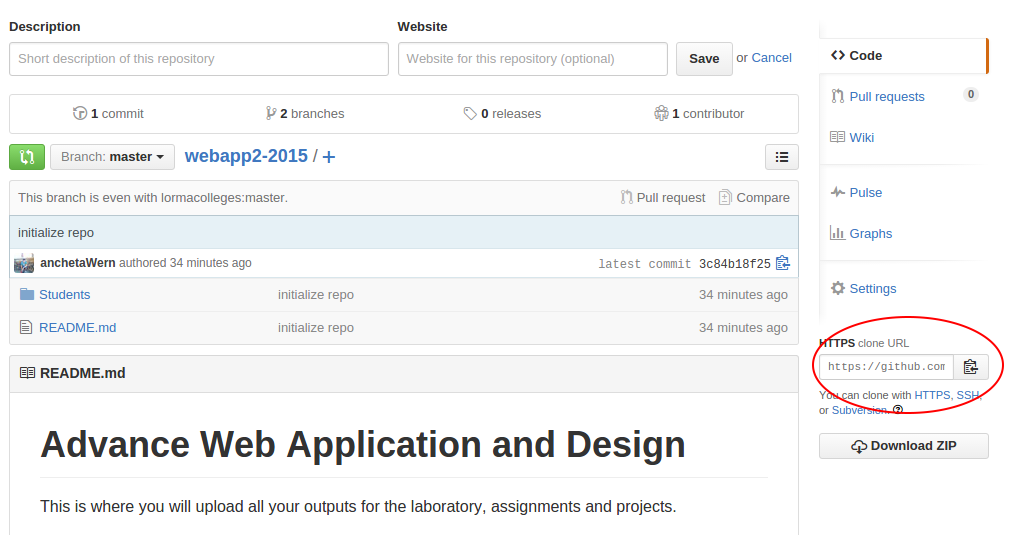 Description Website
Short description of this repository Website for this repository (optional) Save or Cancel
1 commit 2 branches 0 releases 1 contributor
Branch: master webapp2-2015 / +
This branch is even with lormacolleges:master. Pull request Compare
initialize repo
anchetaWern authored 34 minutes ago latest commit 3c84b18f25
Students initialize repo 34 minutes ago
README.md initialize repo 34 minutes ago
README.md
Advance Web Application and Design
This is where you will upload all your outputs for the laboratory, assignments and projects.
Code
Pull requests 0
Wiki
Pulse
Graphs
Settings
HTTPS clone URL
https://github.com
You can clone with HTTPS, SSH,
or Subversion. ?
Download ZIP